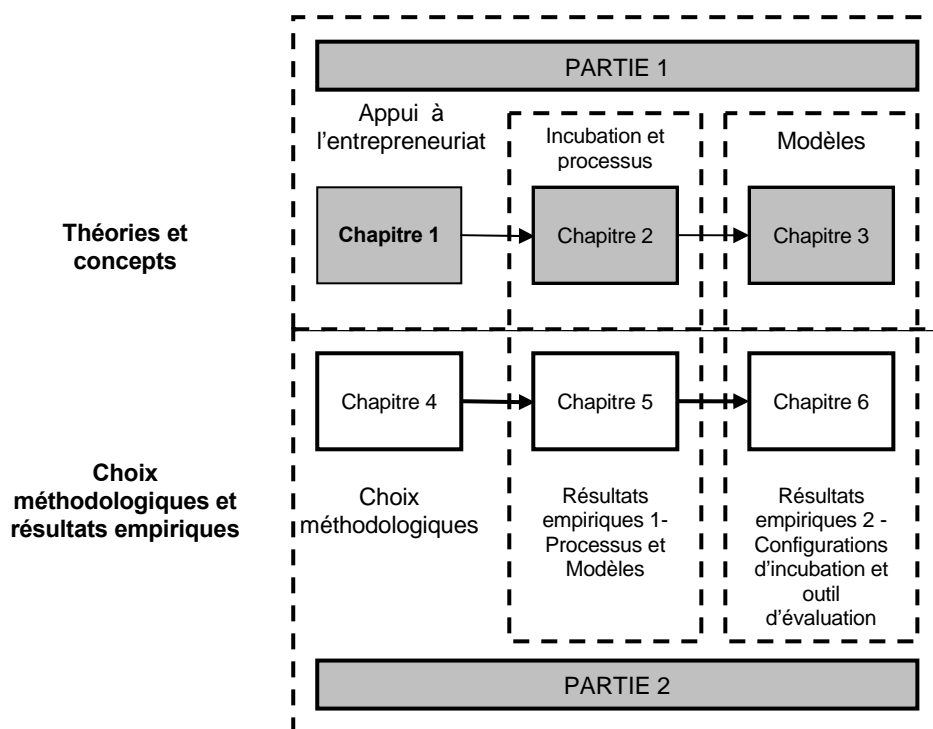 PARTIE 1
Appui à
l'entrepreneuriat
Incubation et
processus
Modèles
Théories et
concepts
Chapitre 1
Chapitre 2
Chapitre 3
Chapitre 4
Chapitre 5
Chapitre 6
Choix
méthodologiques et
résultats empiriques
Choix
méthodologiques
Résultats
empiriques 1-
Processus et
Modèles
Résultats
empiriques 2 -
Configurations
d'incubation et
outil
d'évaluation
PARTIE 2